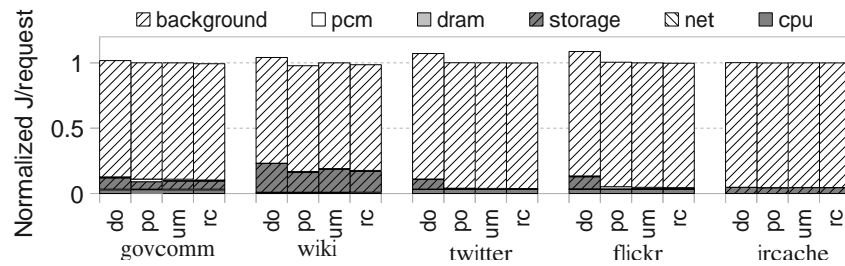 background pcm dram storage net cpu
Normalized J/request
1
0.5
0
do po um rc do po um rc do po um rc do po um rc do po um rc
govcomm wiki twitter flickr ircache